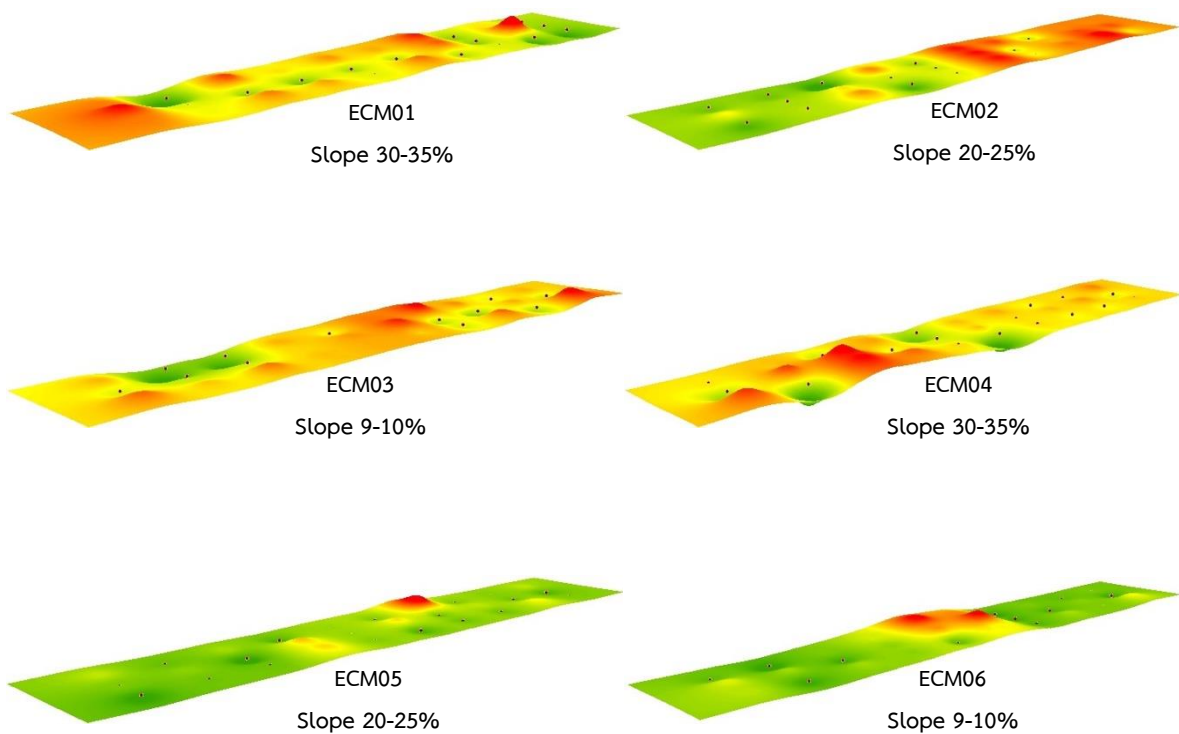 ECM01
Slope 30-35%
ECM02
Slope 20-25%
ECM03
Slope 9-10%
ECM04
Slope 30-35%
ECM05
Slope 20-25%
ECM06
Slope 9-10%